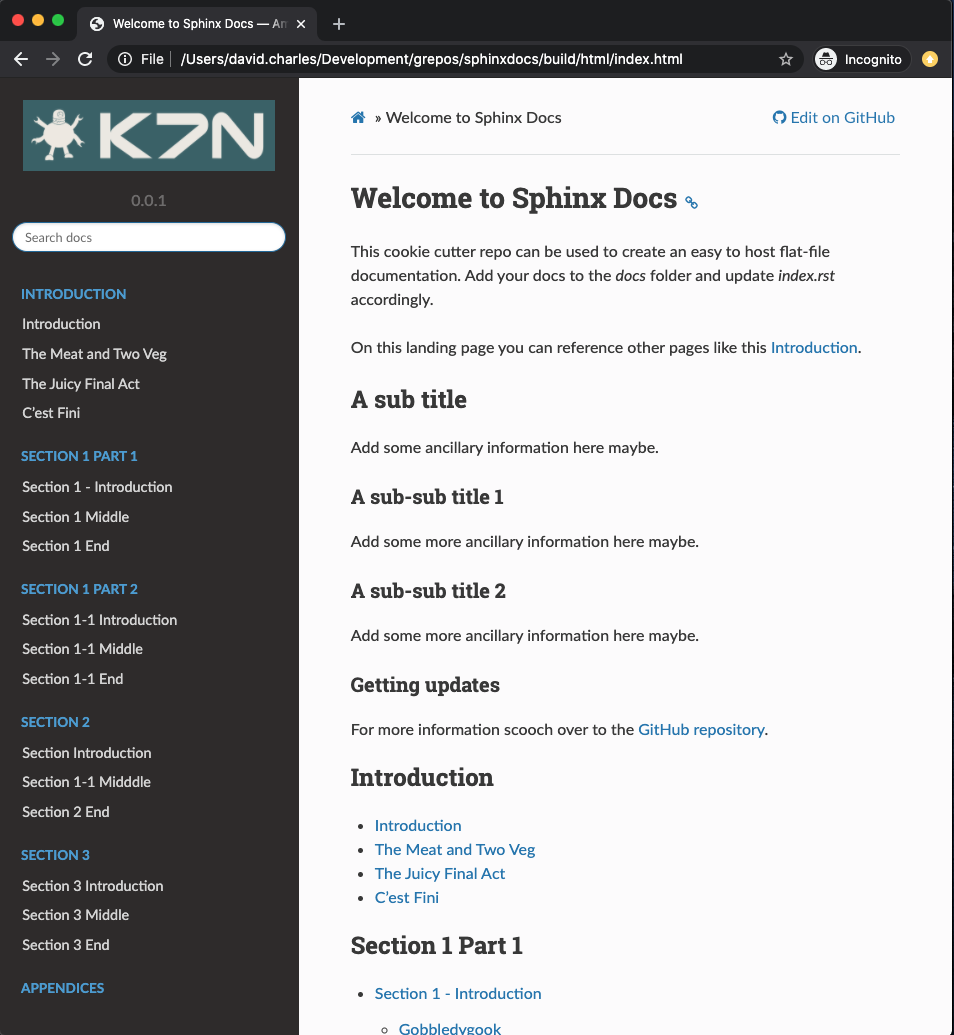 Welcome to Sphinx Docs — An
File
/Users/david.charles/Development/grepos/sphinxdocs/build/html/index.html
Incognito
K7N
0.0.1
Search docs
INTRODUCTION
Introduction
The Meat and Two Veg
The Juicy Final Act
C'est Fini
SECTION 1 PART 1
Section 1 - Introduction
Section 1 Middle
Section 1 End
SECTION 1 PART 2
Section 1-1 Introduction
Section 1-1 Middle
Section 1-1 End
SECTION 2
Section Introduction
Section 1-1 Midddle
Section 2 End
SECTION 3
Section 3 Introduction
Section 3 Middle
Section 3 End
APPENDICES
» Welcome to Sphinx Docs
Edit on GitHub
Welcome to Sphinx Docs
This cookie cutter repo can be used to create an easy to host flat-file
documentation. Add your docs to the docs folder and update index.rst
accordingly.
On this landing page you can reference other pages like this Introduction.
A sub title
Add some ancillary information here maybe.
A sub-sub title 1
Add some more ancillary information here maybe.
A sub-sub title 2
Add some more ancillary information here maybe.
Getting updates
For more information scooch over to the GitHub repository.
Introduction
• Introduction
• The Meat and Two Veg
• The Juicy Final Act
• C'est Fini
Section 1 Part 1
• Section 1 - Introduction
◦ Gobbledygook